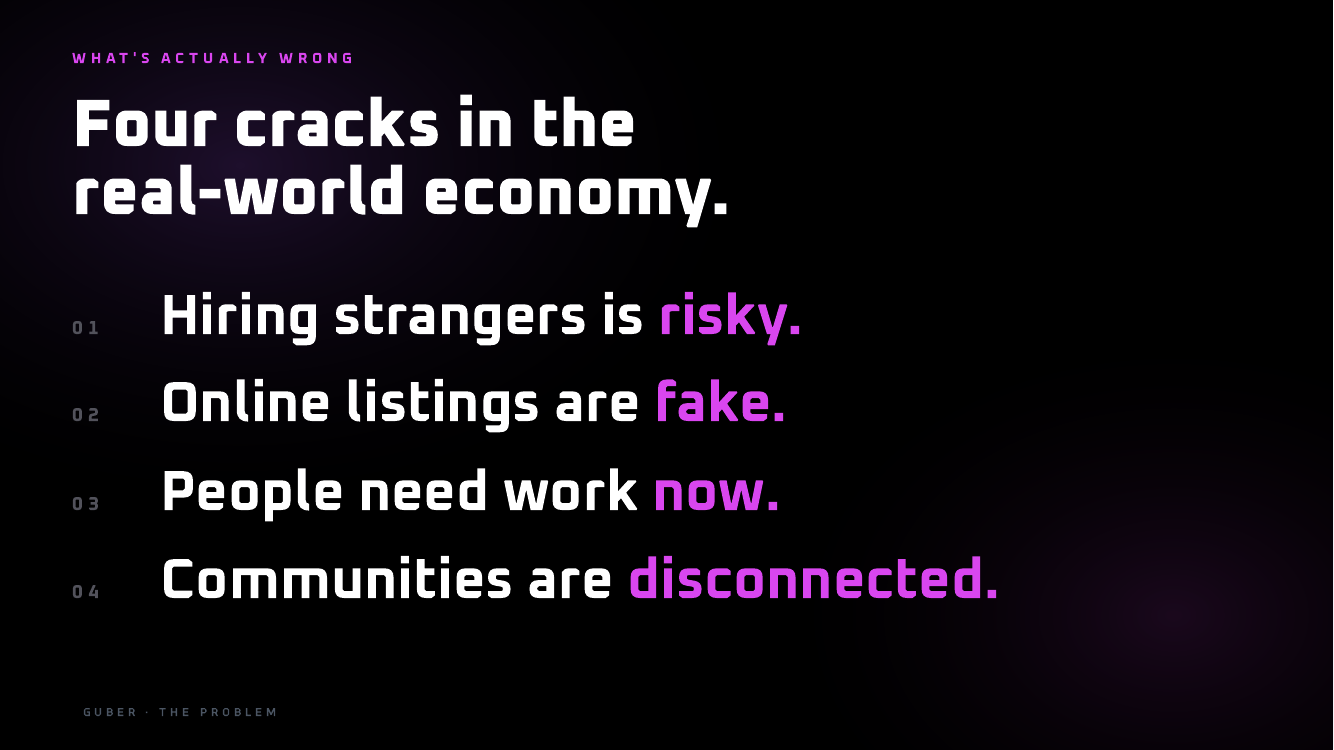 WHAT'S ACTUALLY WRONG
Four cracks in the
real-world economy.
01 Hiring strangers is risky.
02 Online listings are fake.
03 People need work now.
04 Communities are disconnected.
GUBER · THE PROBLEM